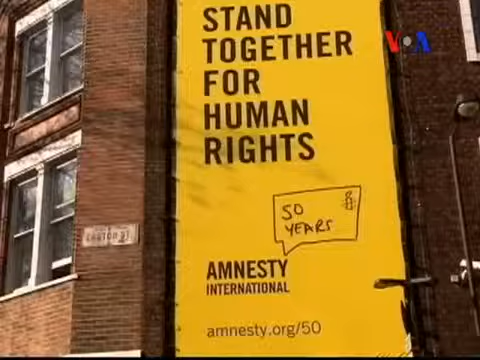 STAND
TOGETHER
FOR
HUMAN
RIGHTS
VOA
50
YEARS
AMNESTY
INTERNATIONAL
amnesty.org/50